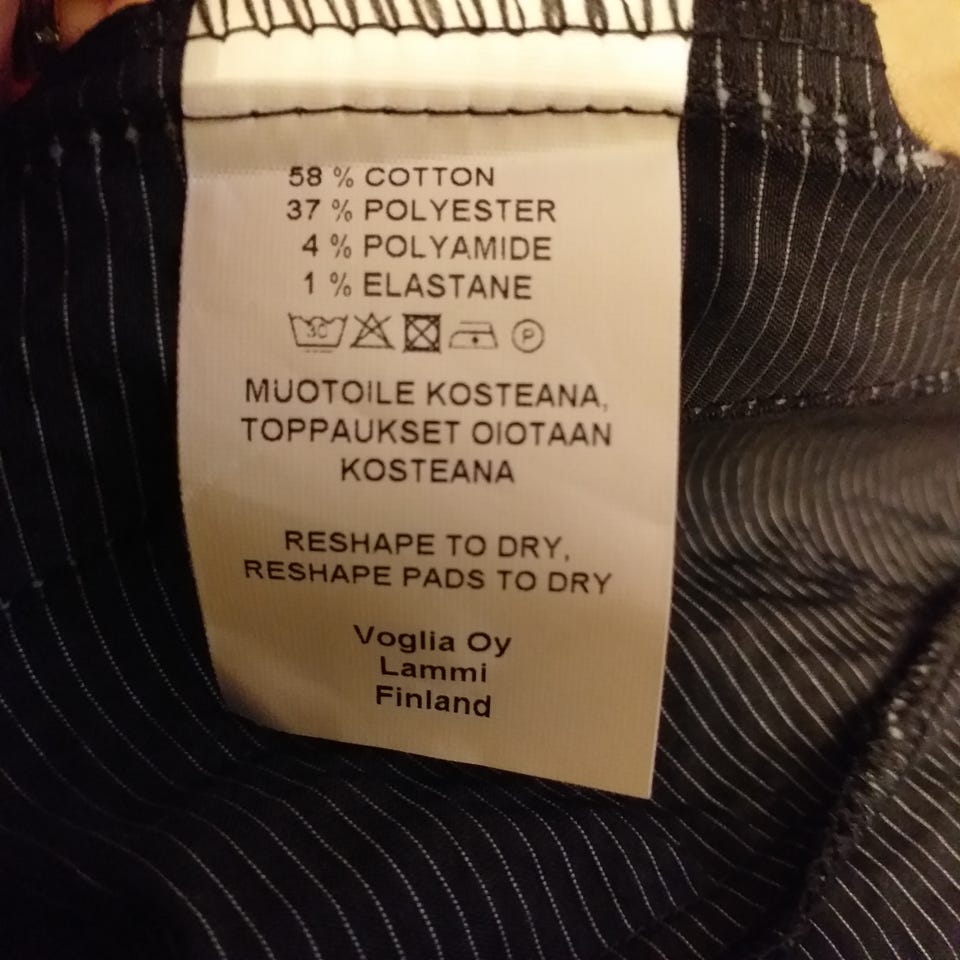 58 % COTTON
37 % POLYESTER
4 % POLYAMIDE
1 % ELASTANE
30 P
MUOTOILE KOSTEANA,
TOPPAUKSET OIOTAAN
KOSTEANA
RESHAPE TO DRY,
RESHAPE PADS TO DRY
Voglia Oy
Lammi
Finland